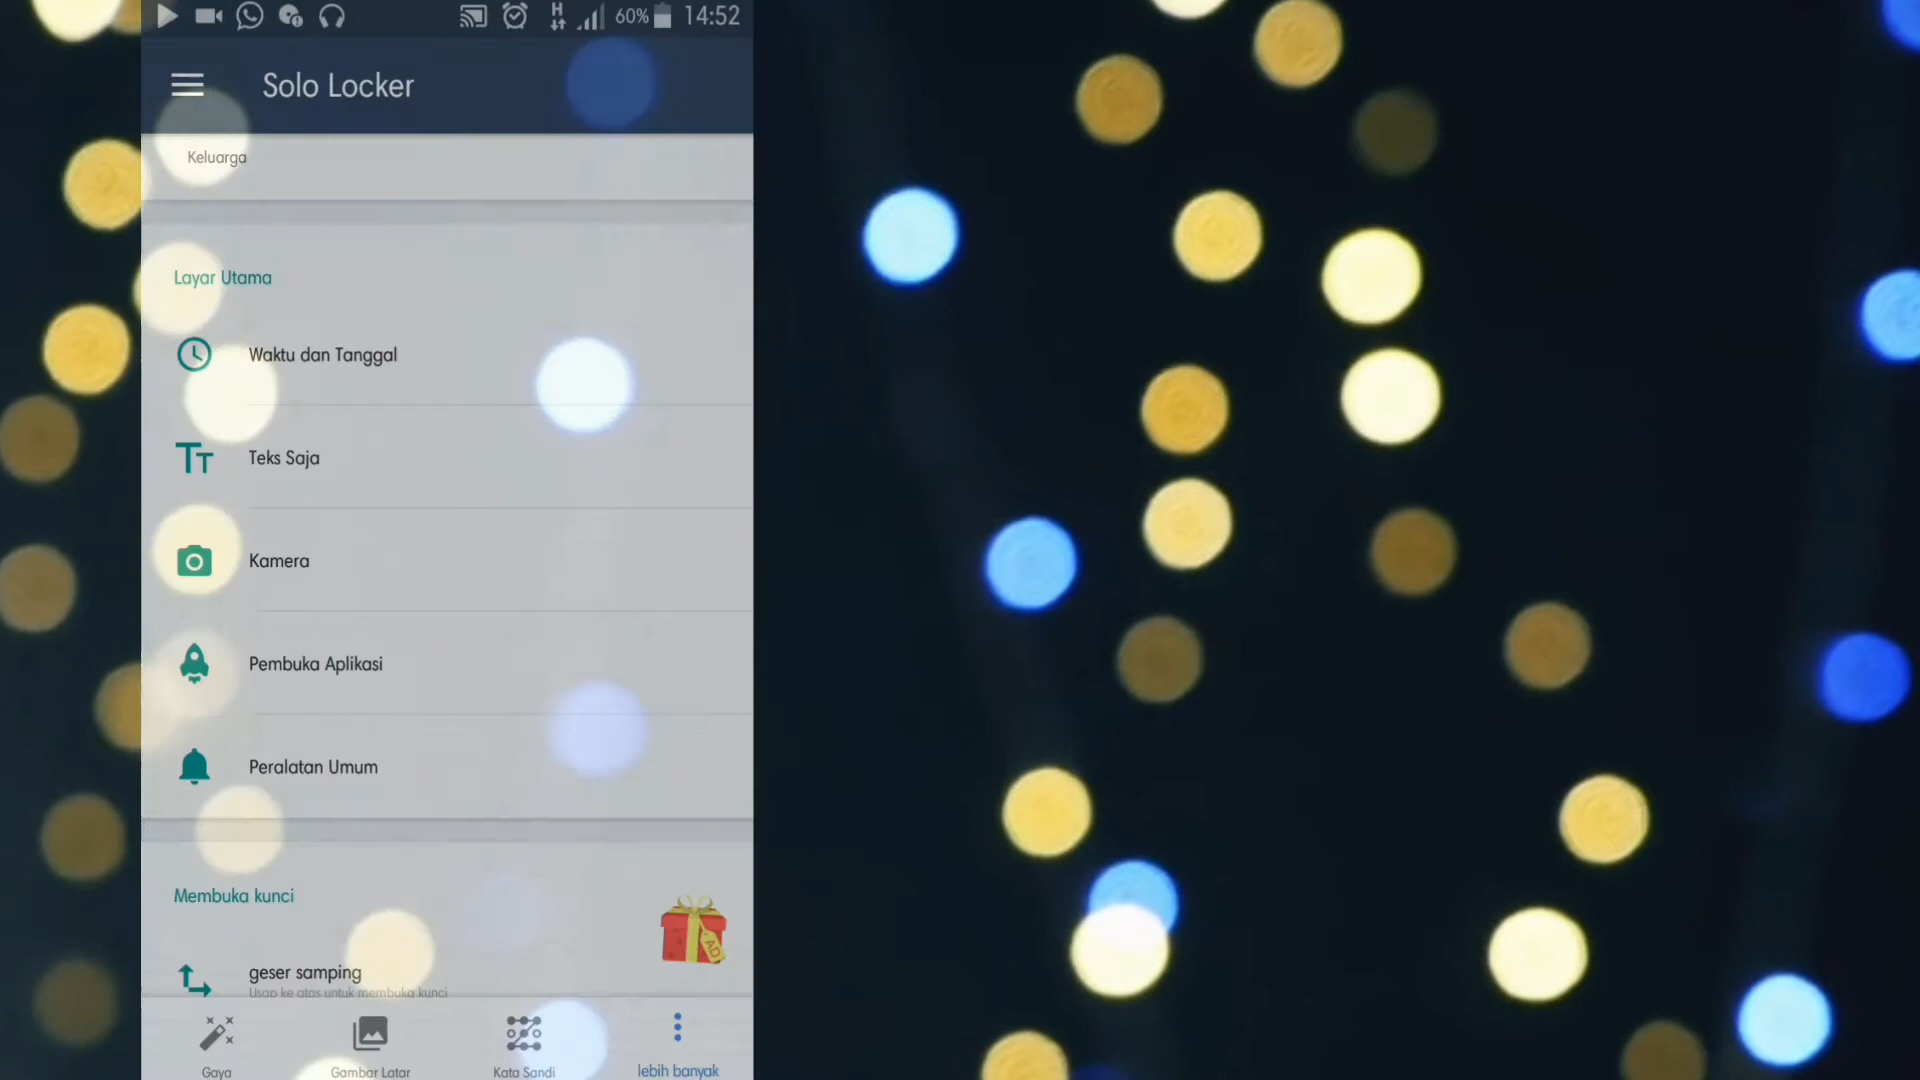 H 60% 14:52
Solo Locker
Keluarga
Layar Utama
Waktu dan Tanggal
Teks Saja
Kamera
Pembuka Aplikasi
Peralatan Umum
Membuka kunci
AD
geser samping
Usap ke atas untuk membuka kunci
Gaya
Gambar Latar
Kata Sandi
lebih banyak